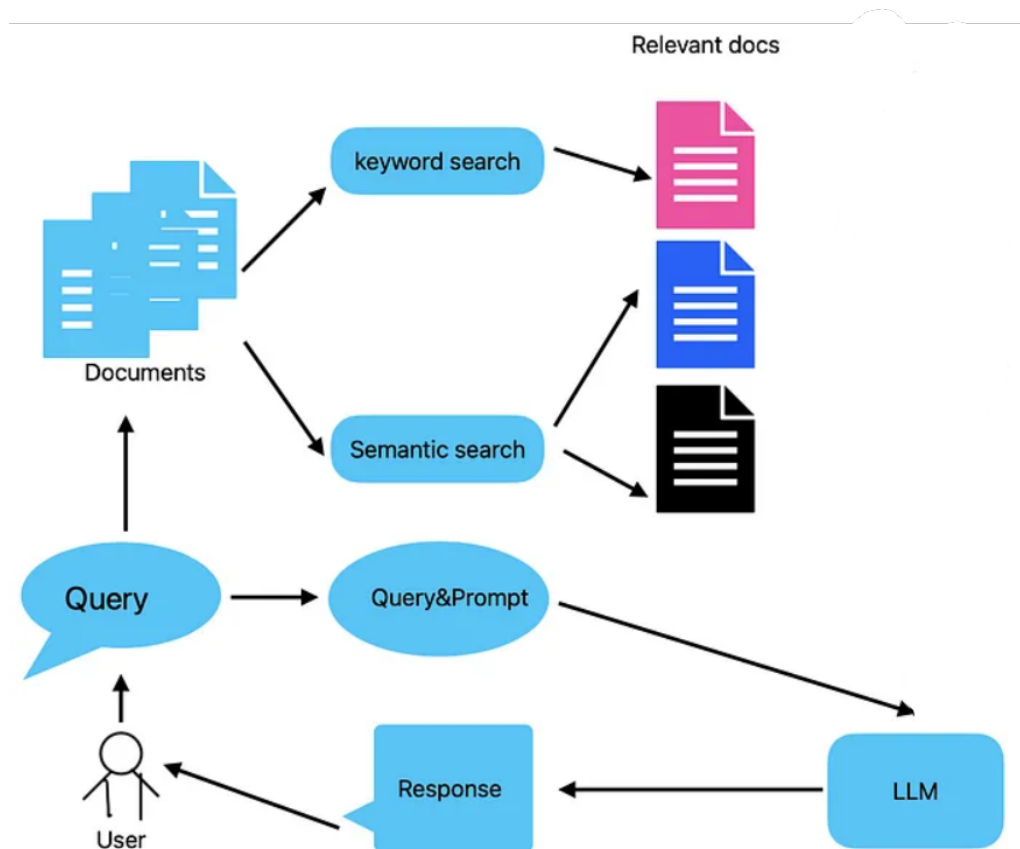 Relevant docs
keyword search
Documents
Semantic search
Query
Query&Prompt
Response
LLM
User